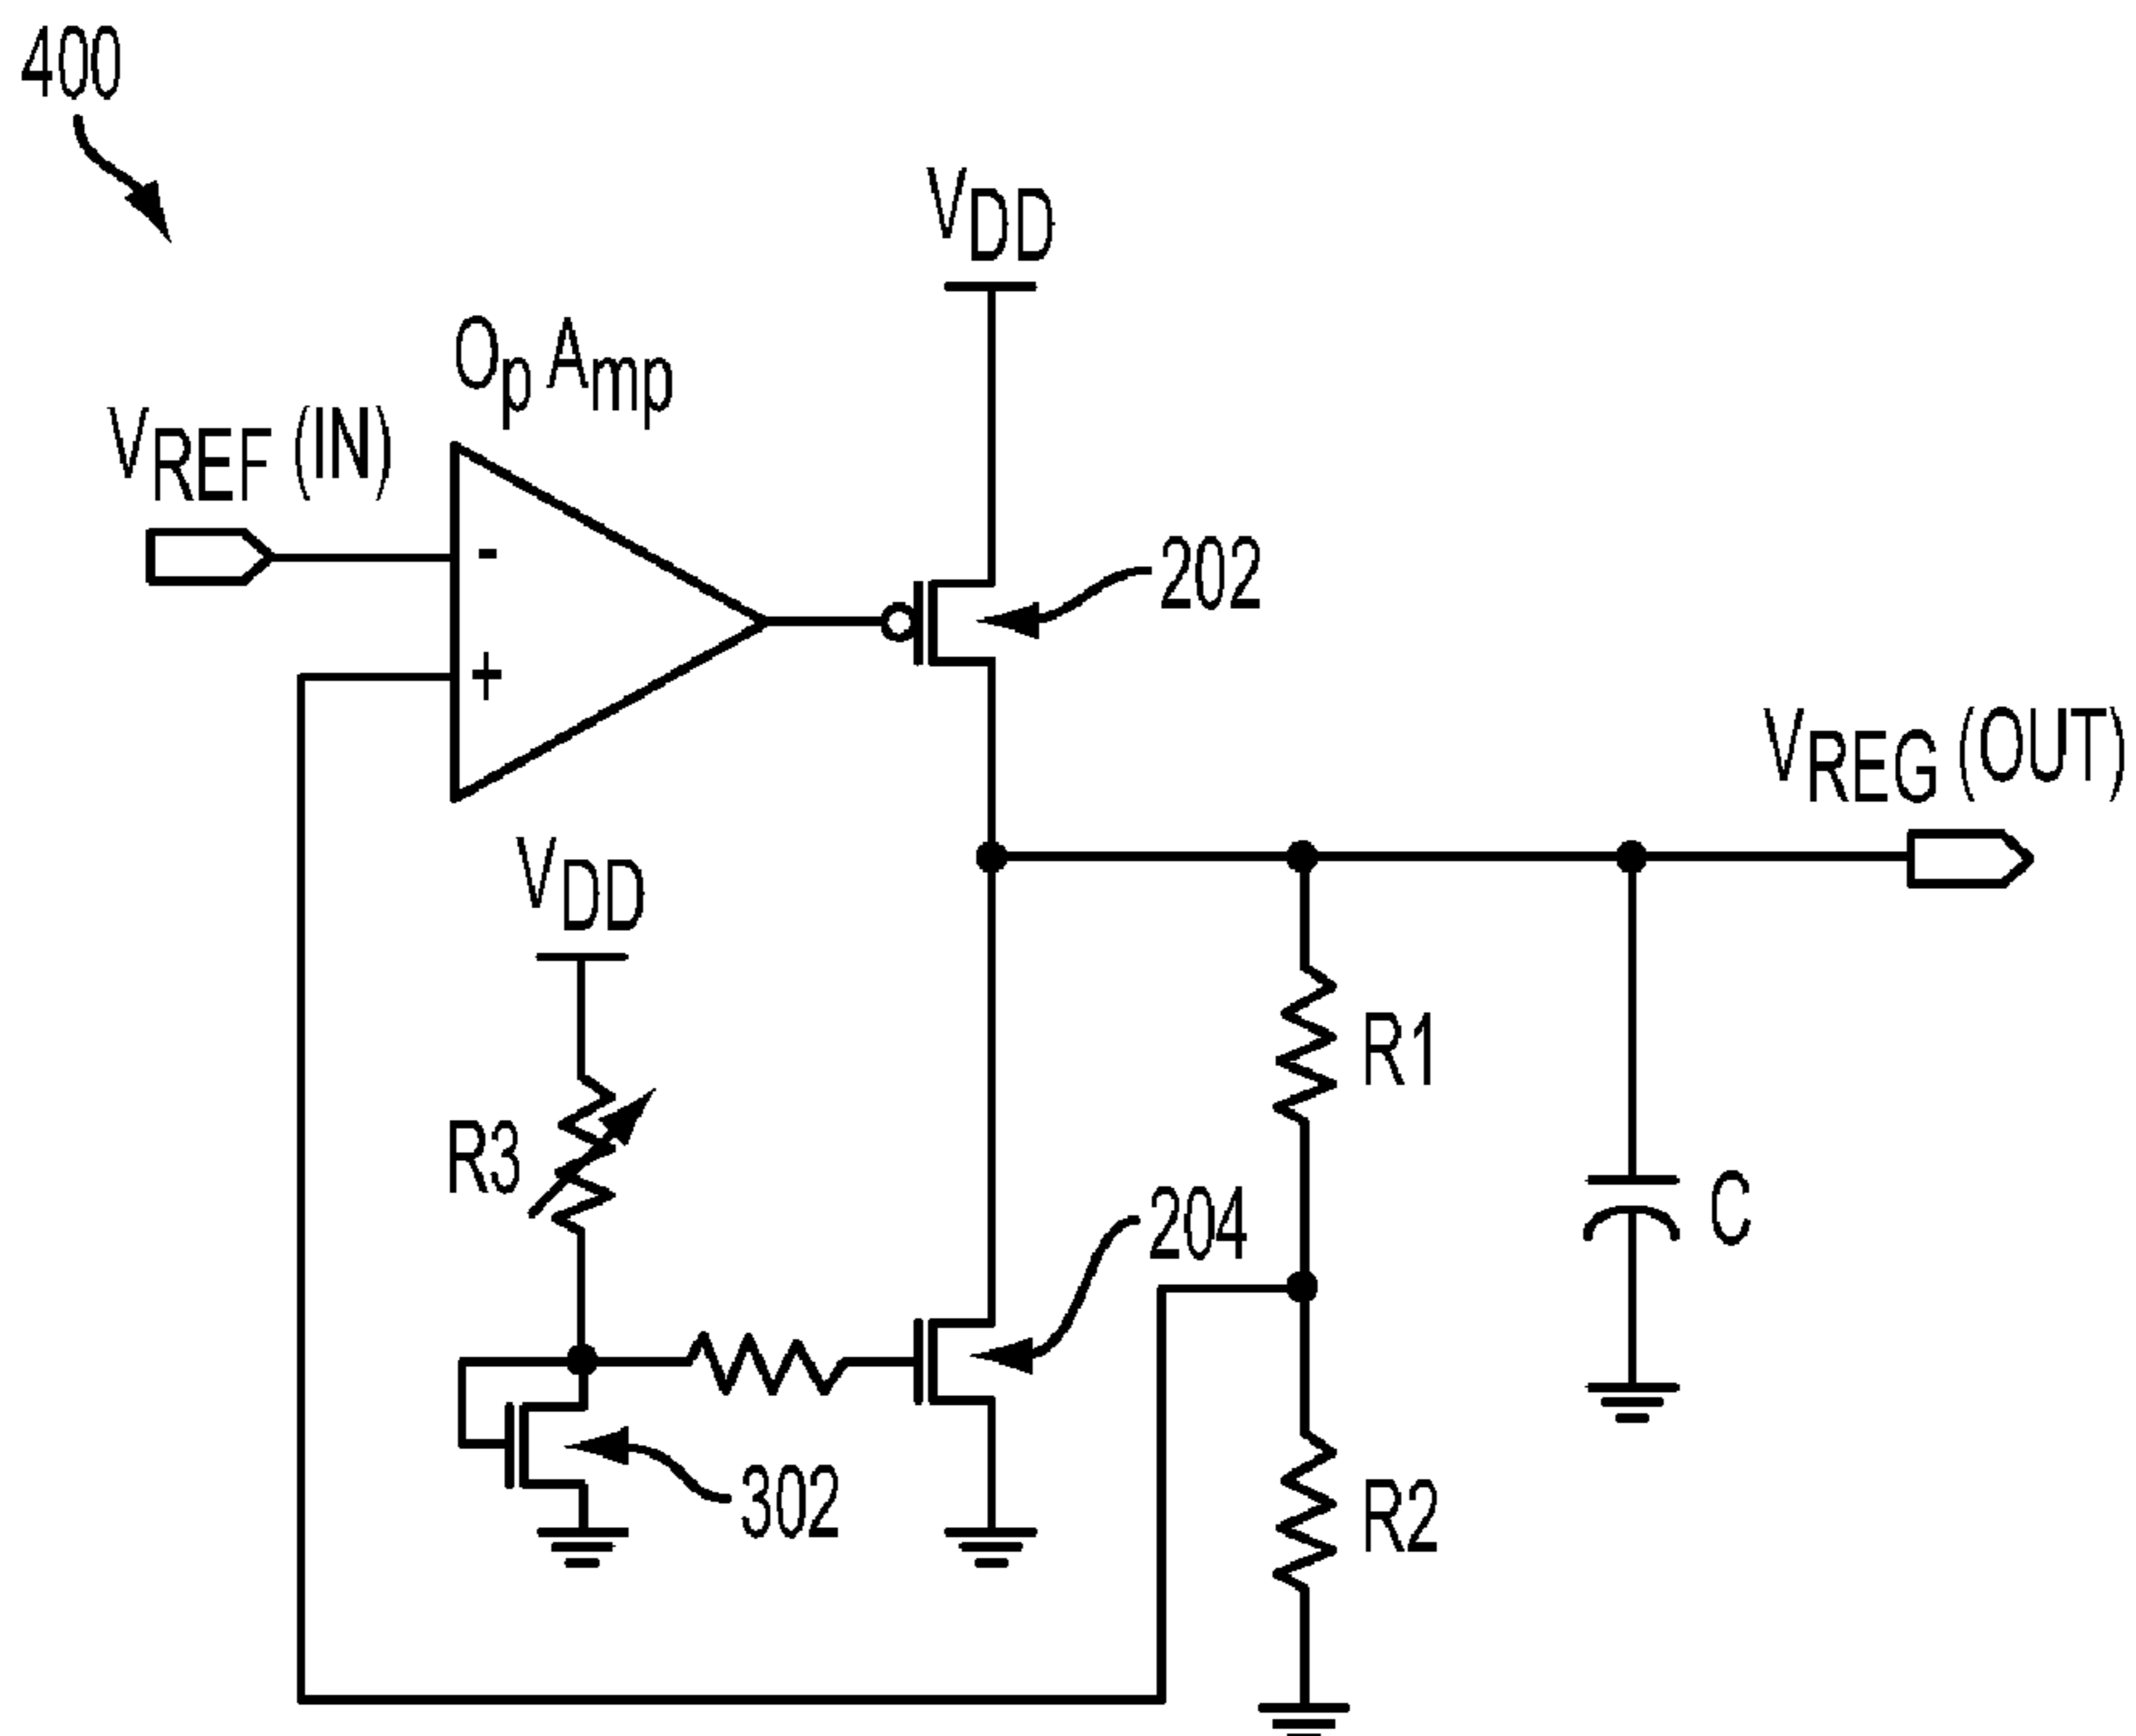 400
VDD
Op Amp
VREF (IN)
-
+
202
VREG (OUT)
VDD
R1
R3
C
204
302
R2